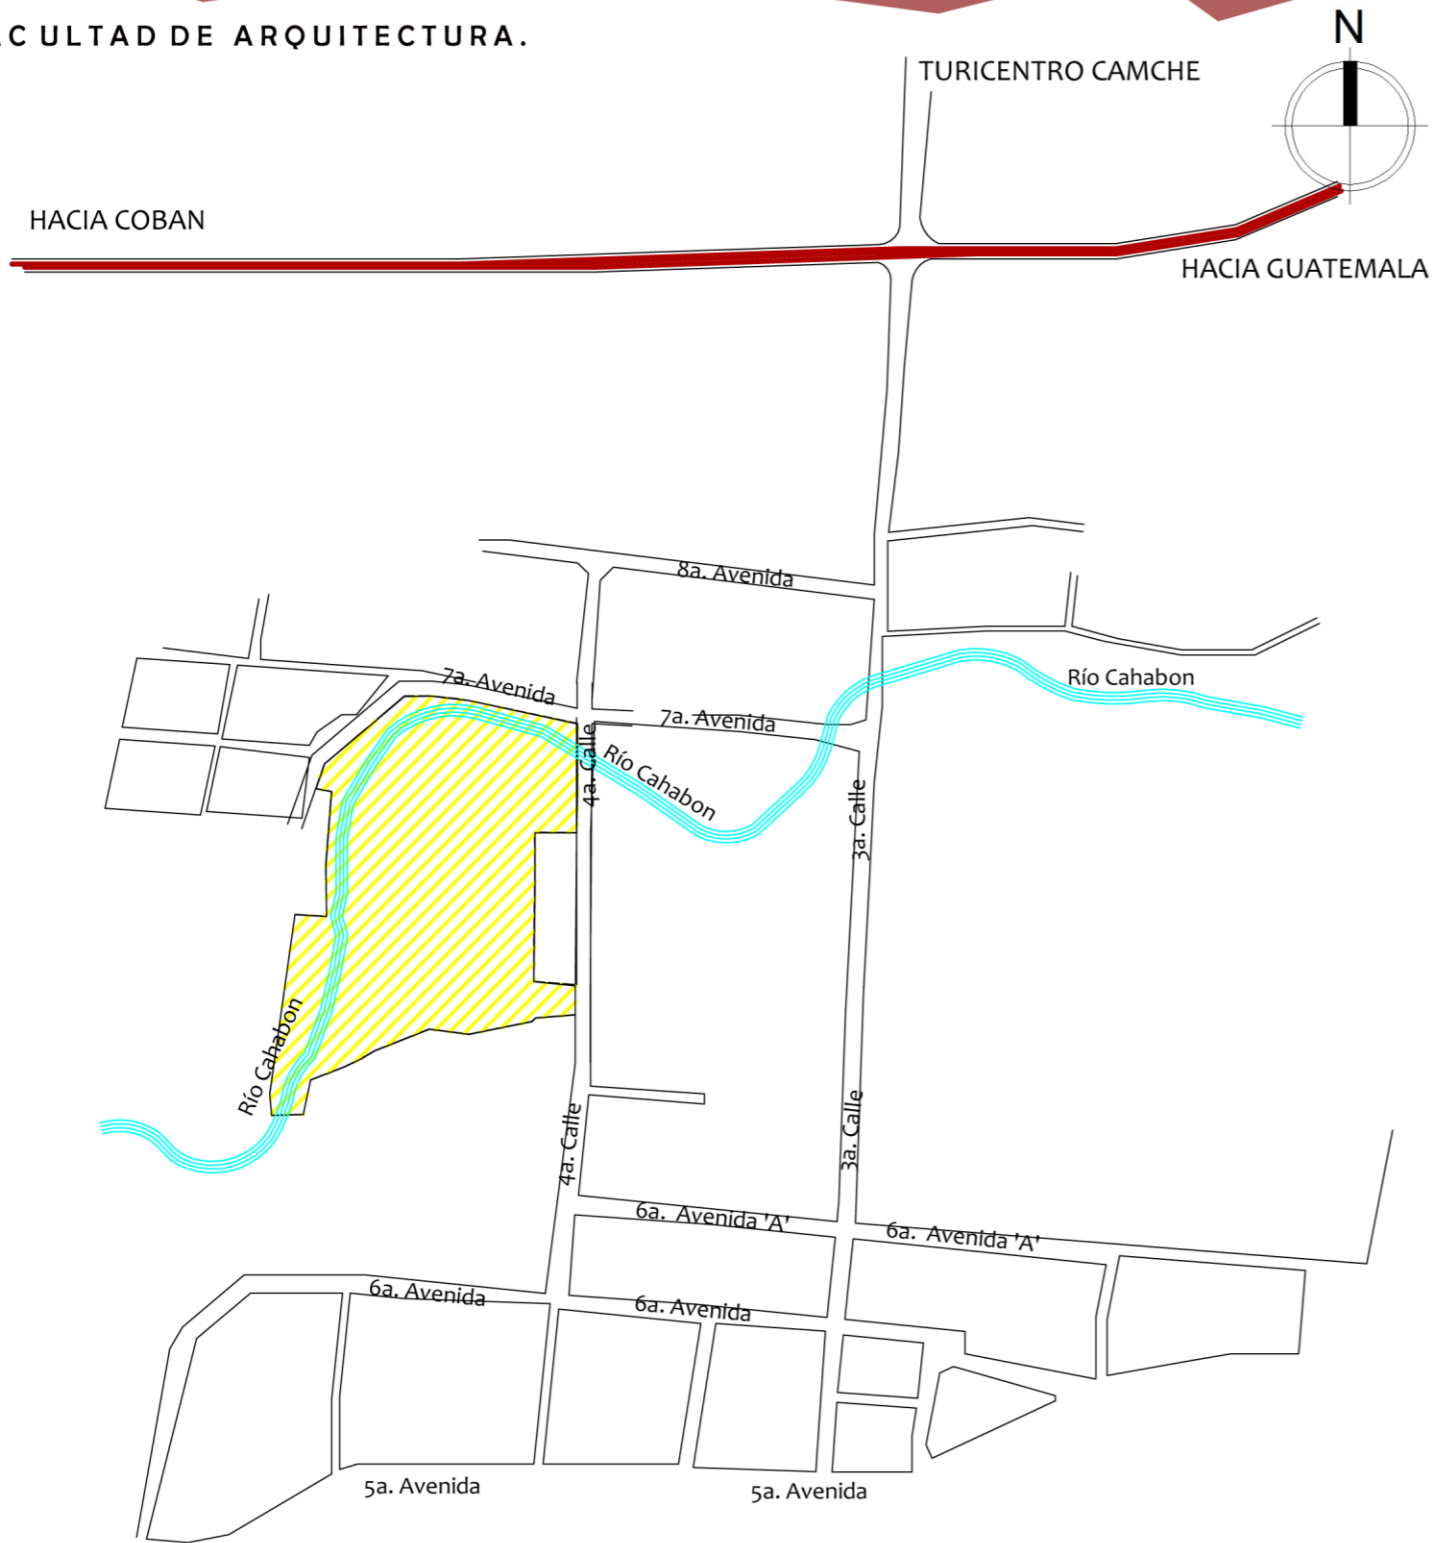 ACULTAD DE ARQUITECTURA.
N
TURICENTRO CAMCHE
HACIA COBAN
HACIA GUATEMALA
8a. Avenida
7a. Avenida
Río Cahabon
7a. Avenida
4a. Calle
Río Cahabon
3a. Calle
Río Cahabon
4a. Calle
3a. Calle
6a. Avenida 'A'
6a. Avenida 'A'
6a. Avenida
6a. Avenida
5a. Avenida
5a. Avenida